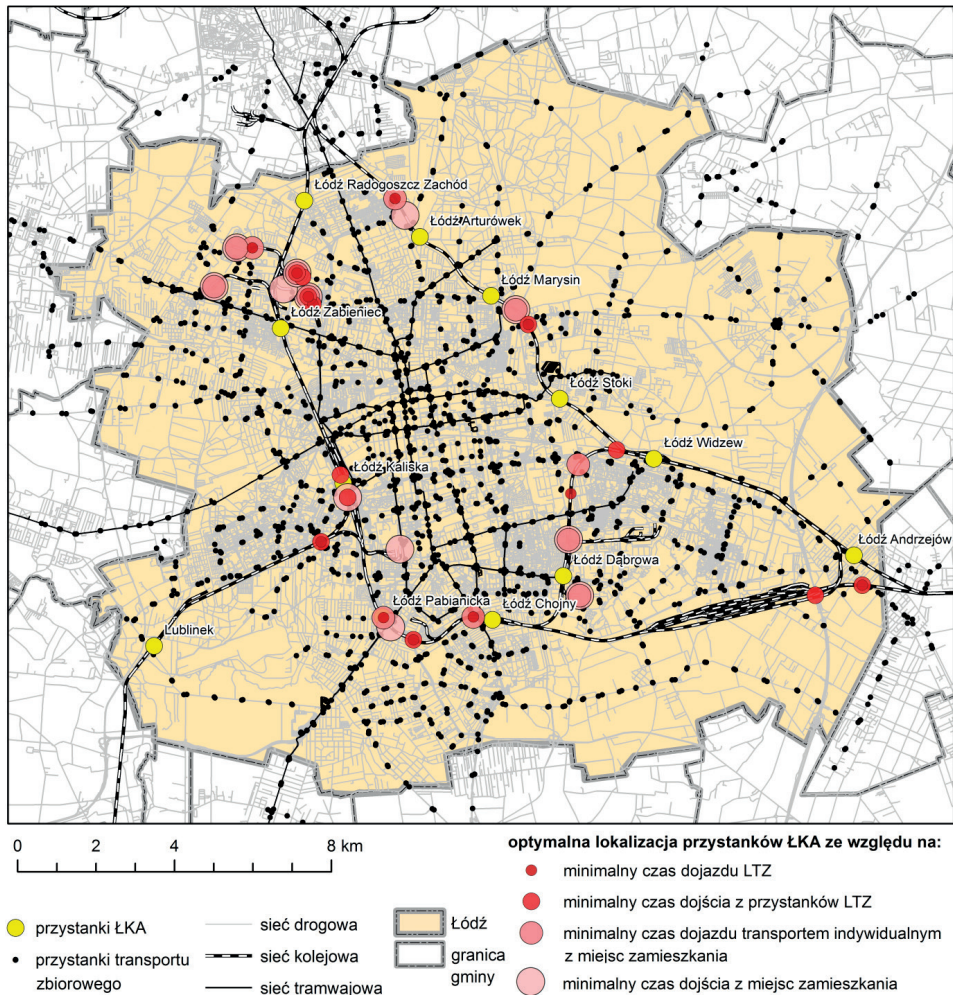 Łódź Radogoszcz Zachód
Łódź Arturówek
Łódź Marysin
Łódź Żabieniec
Łódź Stoki
Łódź Widzew
Łódź Kaliska
Łódź Andrzejów
Łódź Dąbrowa
Łódź Pabianicka
Łódź Chojny
Lublinek
0 2 4 8 km
optymalna lokalizacja przystanków ŁKA ze względu na:
minimalny czas dojazdu LTZ
minimalny czas dojścia z przystanków LTZ
minimalny czas dojazdu transportem indywidualnym
z miejsc zamieszkania
minimalny czas dojścia z miejsc zamieszkania
przystanki ŁKA
przystanki transportu
zbiorowego
sieć drogowa
sieć kolejowa
sieć tramwajowa
Łódź
granica
gminy